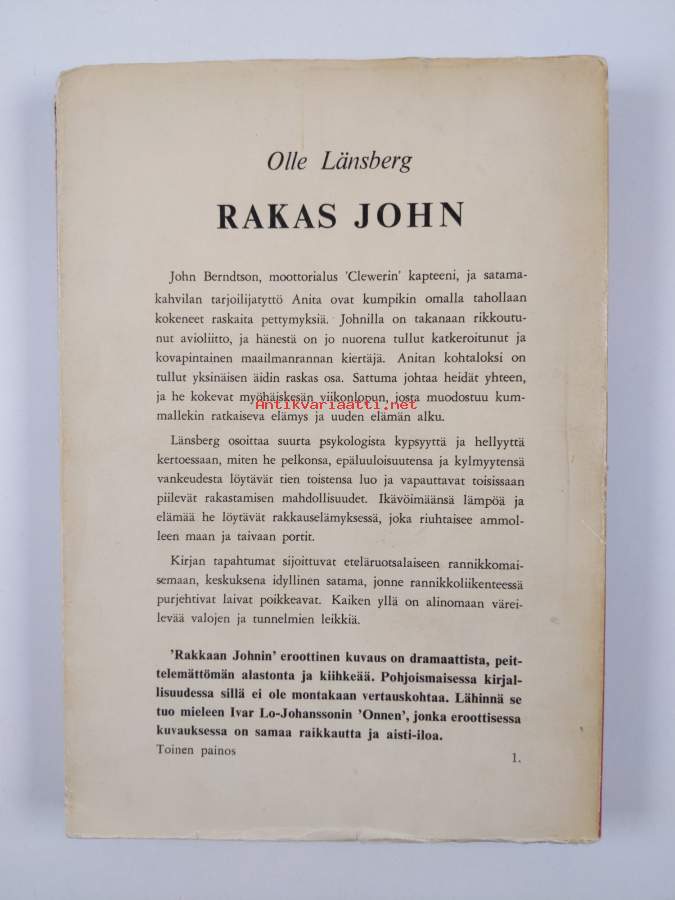 Olle Länsberg
RAKAS JOHN
John Berndtson, moottorialus 'Clewerin' kapteeni, ja satama-
kahvilan tarjoilijatyttö Anita ovat kumpikin omalla tahollaan
kokeneet raskaita pettymyksiä. Johnilla on takanaan rikkoutu-
nut avioliitto, ja hänestä on jo nuorena tullut katkeroitunut ja
kovapintainen maailmanrannan kiertäjä. Anitan kohtaloksi on
tullut yksinäisen äidin raskas osa. Sattuma johtaa heidät yhteen,
ja he kokevat myöhäiskesän viikonlopun, josta muodostuu kum-
Antikvariaatti.net
mallekin ratkaiseva elämys ja uuden elämän alku.
Länsberg osoittaa suurta psykologista kypsyyttä ja hellyyttä
kertoessaan, miten he pelkonsa, epäluuloisuutensa ja kylmyytensä
vankeudesta löytävät tien toistensa luo ja vapauttavat toisissaan
piilevät rakastamisen mahdollisuudet. Ikävöimäänsä lämpöä ja
elämää he löytävät rakkauselämyksessä, joka riuhtaisee ammol-
leen maan ja taivaan portit.
Kirjan tapahtumat sijoittuvat eteläruotsalaiseen rannikkomai-
semaan, keskuksena idyllinen satama, jonne rannikkoliikenteessä
purjehtivat laivat poikkeavat. Kaiken yllä on alinomaan värei-
levää valojen ja tunnelmien leikkiä.
'Rakkaan Johnin' eroottinen kuvaus on dramaattista, peit-
telemättömän alastonta ja kiihkeää. Pohjoismaisessa kirjal-
lisuudessa sillä ei ole montakaan vertauskohtaa. Lähinnä se
tuo mieleen Ivar Lo-Johanssonin 'Onnen', jonka eroottisessa
kuvauksessa on samaa raikkautta ja aisti-iloa.
Toinen painos
1.